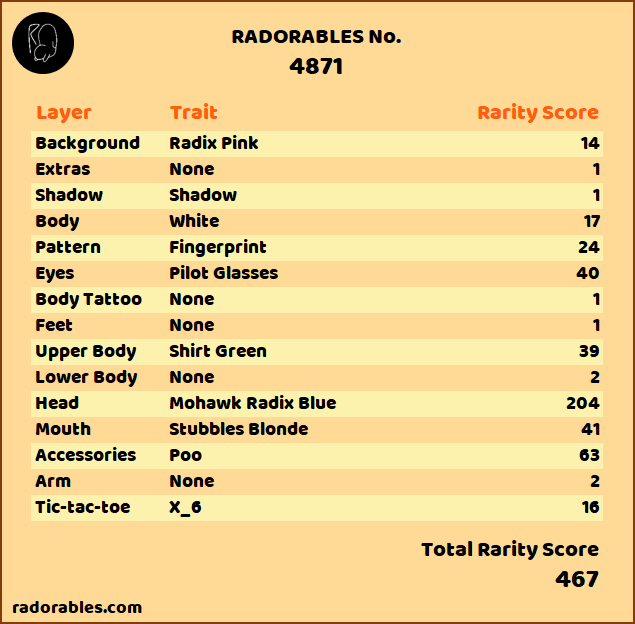 RADORABLES No.
4871
Layer Trait Rarity Score
Background Radix Pink 14
Extras None 1
Shadow Shadow 1
Body White 17
Pattern Fingerprint 24
Eyes Pilot Glasses 40
Body Tattoo None 1
Feet None 1
Upper Body Shirt Green 39
Lower Body None 2
Head Mohawk Radix Blue 204
Mouth Stubbles Blonde 41
Accessories Poo 63
Arm None 2
Tic-tac-toe X_6 16
Total Rarity Score
467
radorables.com